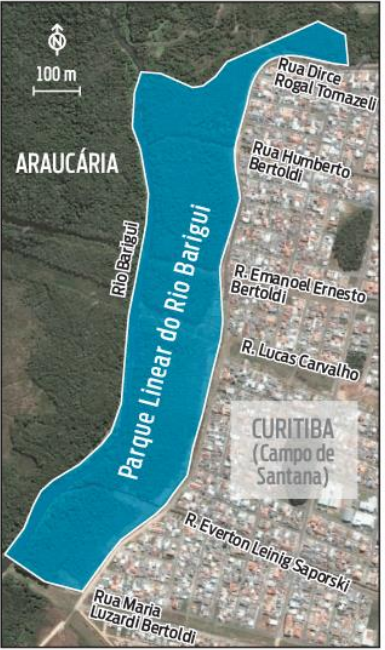 N
100 m
Rua Dirce
Rogal Tomazeli
ARAUCÁRIA
Rua Humberto
Bertoldi
Rio Barigui
Parque Linear do Rio Barigui
R. Emanoel Ernesto
Bertoldi
R. Lucas Carvalho
CURITIBA
(Campo de
Santana)
R. Everton Leinig Saporski
Rua Maria
Luzardi Bertoldi